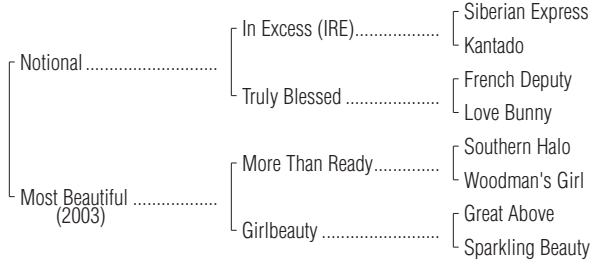 Siberian Express
In Excess (IRE)..................
Kantado
Notional ............................
French Deputy
Truly Blessed ....................
Love Bunny
Southern Halo
More Than Ready..............
Woodman's Girl
Most Beautiful ..................
(2003)
Great Above
Girlbeauty .........................
Sparkling Beauty